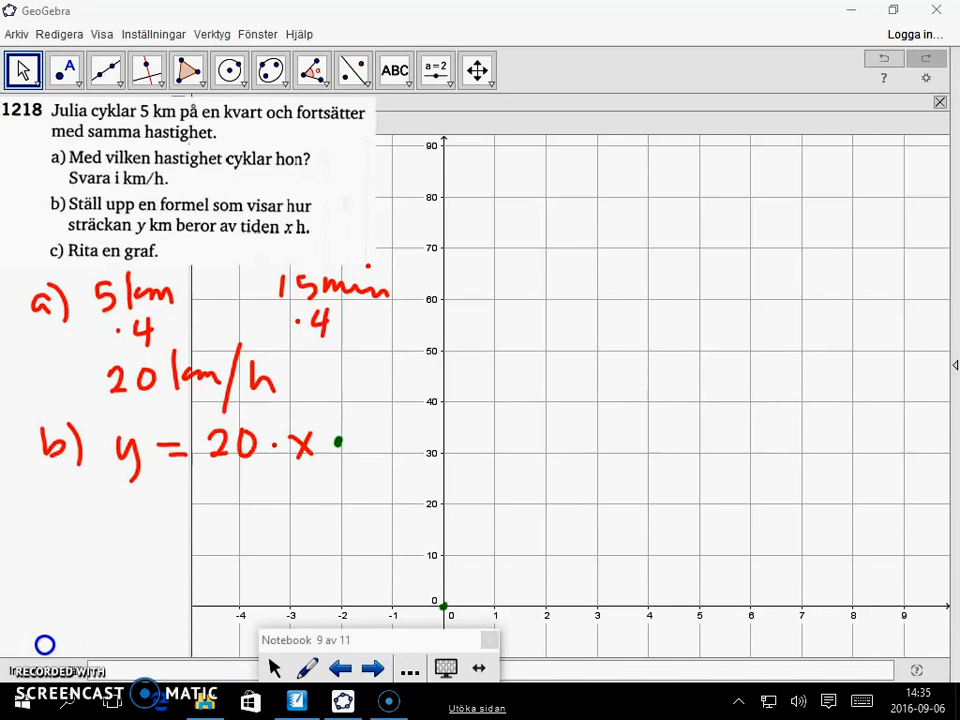 GeoGebra
Arkiv Redigera Visa Inställningar Verktyg Fönster Hjälp
Logga in...
A
ABC
a=2
?
1218 Julia cyklar 5 km på en kvart och fortsätter
med samma hastighet.
a) Med vilken hastighet cyklar hon?
Svara i km/h.
b) Ställ upp en formel som visar hur
sträckan y km beror av tiden x h.
c) Rita en graf.
a) 5 km 15 min
· 4 · 4
20 km/h
b) y = 20 · x
90
80
70
60
50
40
30
20
10
0
-4 -3 -2 -1 0 1 2 3 4 5 6 7 8 9
Notebook 9 av 11
...
?
RECORDED WITH
SCREENCAST MATIC
Utöka sidan
14:35
2016-09-06